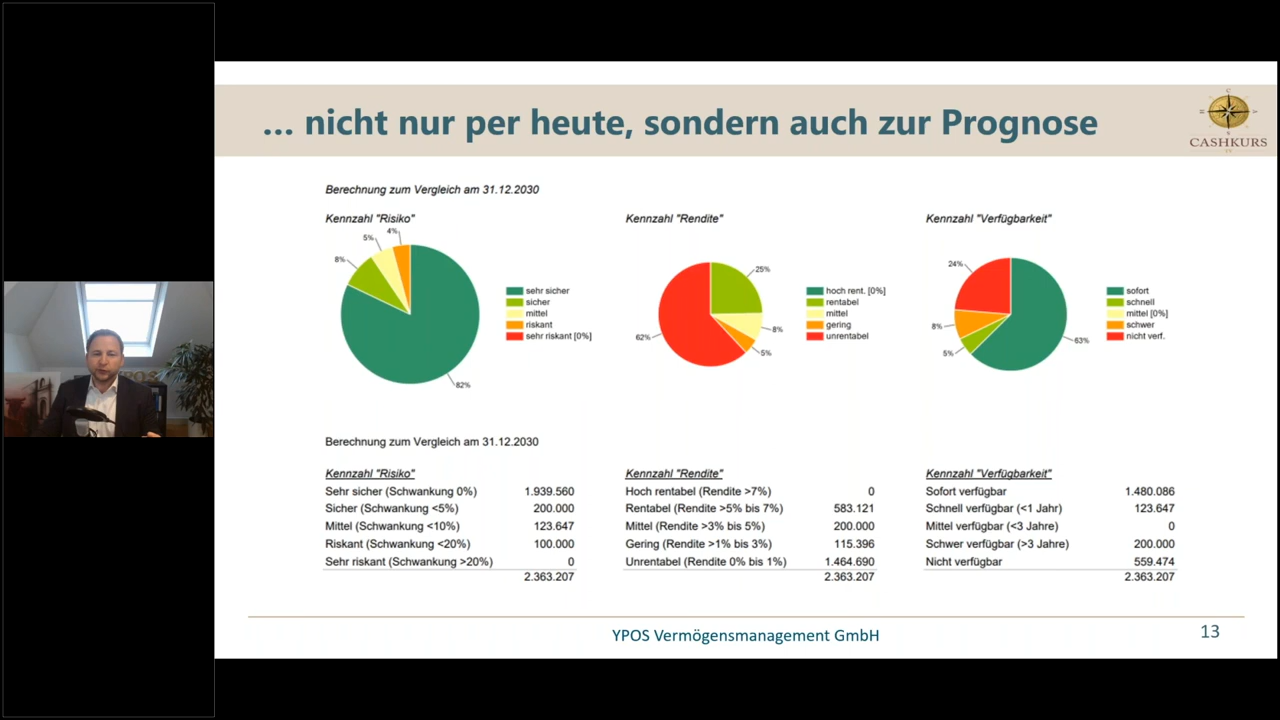 ... nicht nur per heute, sondern auch zur Prognose
CASHKURS
Berechnung zum Vergleich am 31.12.2030
Kennzahl "Risiko"
4%
5%
8%
82%
sehr sicher
sicher
mittel
riskant
sehr riskant [0%]
Kennzahl "Rendite"
25%
8%
5%
62%
hoch rent. [0%]
rentabel
mittel
gering
unrentabel
Kennzahl "Verfügbarkeit"
24%
8%
5%
63%
sofort
schnell
mittel [0%]
schwer
nicht verf.
Berechnung zum Vergleich am 31.12.2030
Kennzahl "Risiko"
Sehr sicher (Schwankung 0%) 1.939.560
Sicher (Schwankung <5%) 200.000
Mittel (Schwankung <10%) 123.647
Riskant (Schwankung <20%) 100.000
Sehr riskant (Schwankung >20%) 0
2.363.207
Kennzahl "Rendite"
Hoch rentabel (Rendite >7%) 0
Rentabel (Rendite >5% bis 7%) 583.121
Mittel (Rendite >3% bis 5%) 200.000
Gering (Rendite >1% bis 3%) 115.396
Unrentabel (Rendite 0% bis 1%) 1.464.690
2.363.207
Kennzahl "Verfügbarkeit"
Sofort verfügbar 1.480.086
Schnell verfügbar (<1 Jahr) 123.647
Mittel verfügbar (<3 Jahre) 0
Schwer verfügbar (>3 Jahre) 200.000
Nicht verfügbar 559.474
2.363.207
YPOS Vermögensmanagement GmbH
13